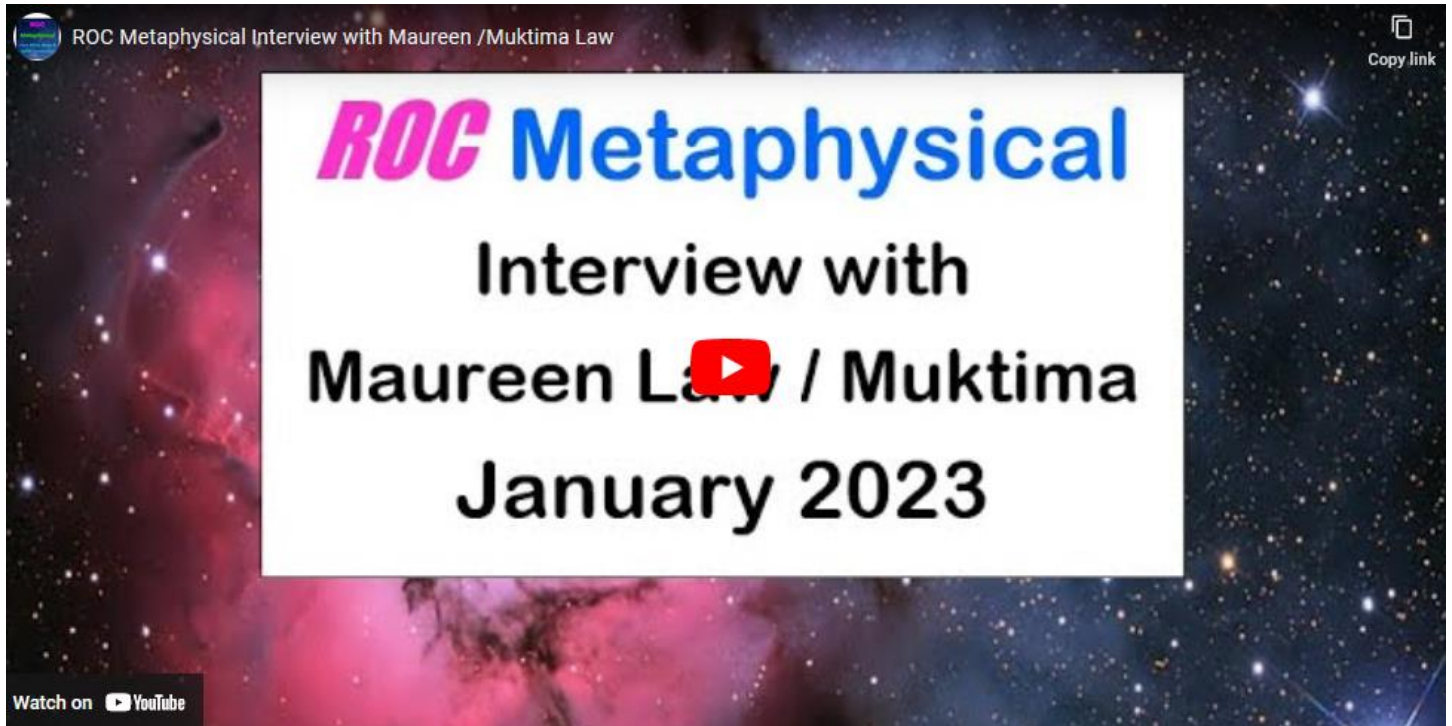 ROC Metaphysical Interview with Maureen /Muktima Law
Copy link
ROC Metaphysical
Interview with
Maureen Law / Muktima
January 2023
Watch on YouTube